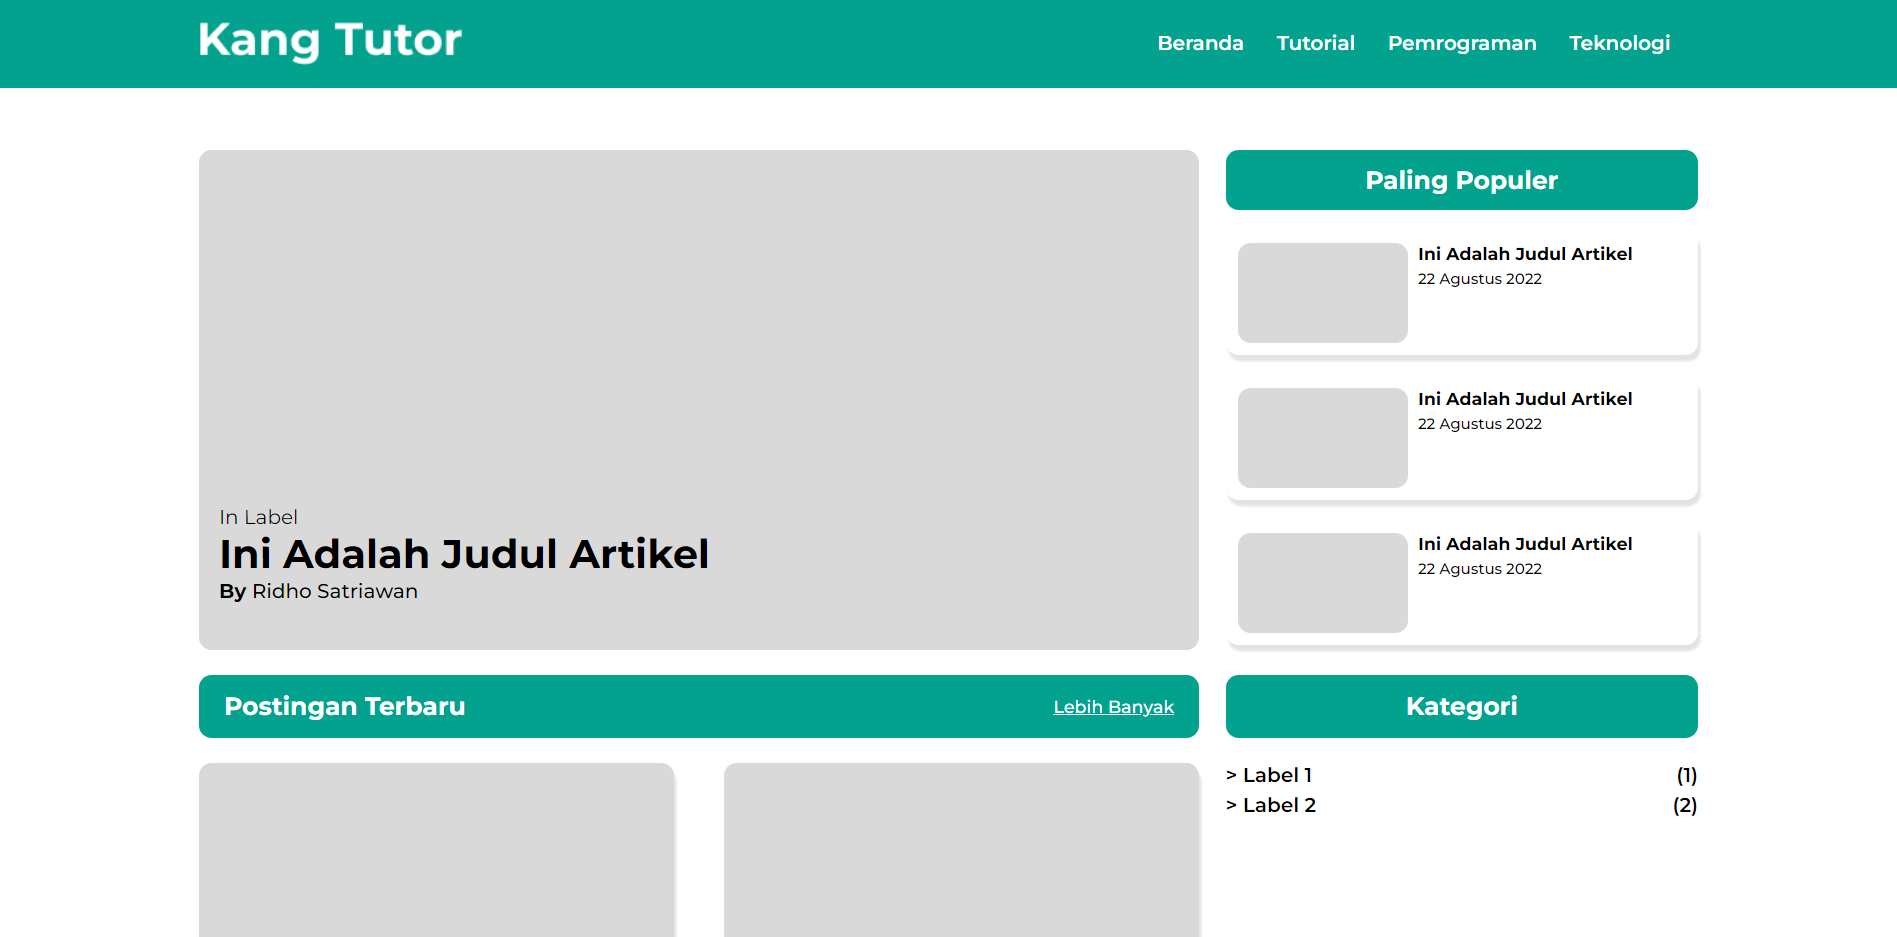 Kang Tutor
Beranda Tutorial Pemrograman Teknologi
In Label
Ini Adalah Judul Artikel
By Ridho Satriawan
Paling Populer
Ini Adalah Judul Artikel
22 Agustus 2022
Ini Adalah Judul Artikel
22 Agustus 2022
Ini Adalah Judul Artikel
22 Agustus 2022
Postingan Terbaru Lebih Banyak
Kategori
> Label 1 (1)
> Label 2 (2)